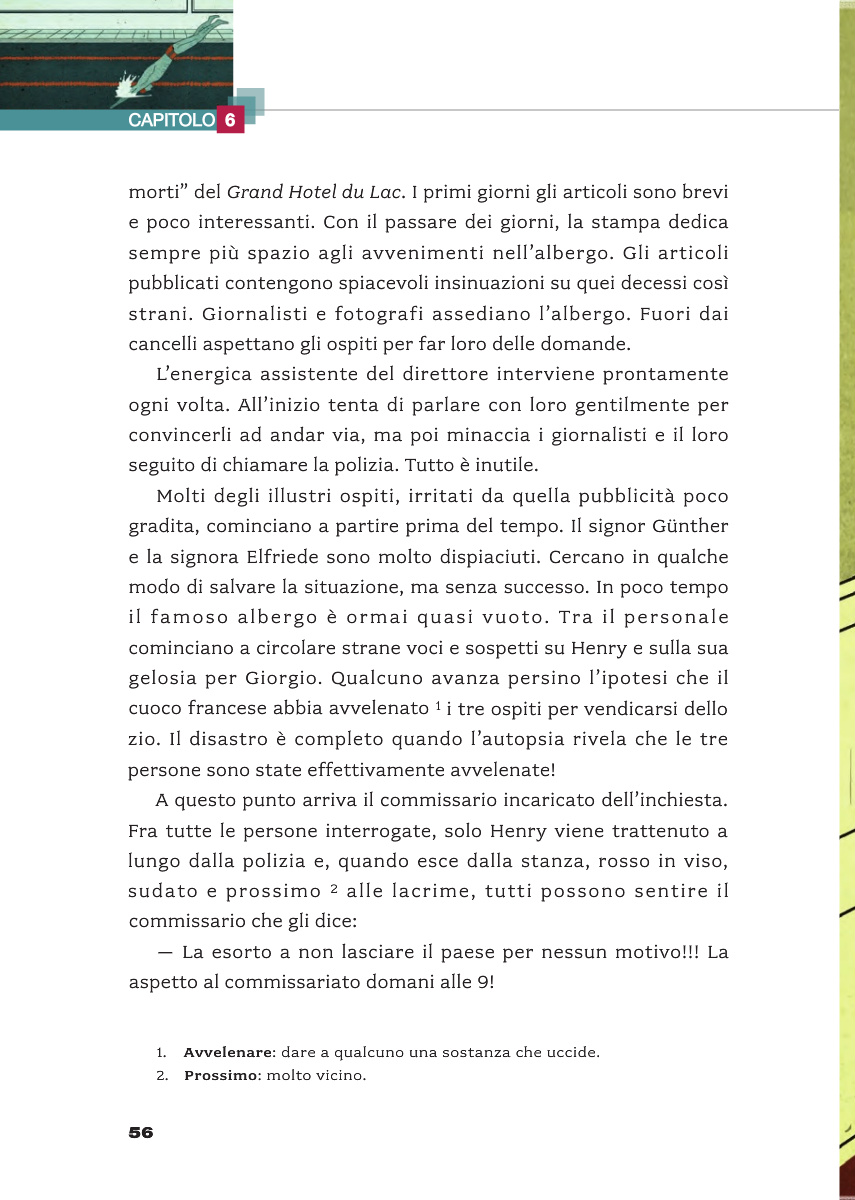 CAPITOLO 6
morti” del Grand Hotel du Lac. I primi giorni gli articoli sono brevi
e poco interessanti. Con il passare dei giorni, la stampa dedica
sempre più spazio agli avvenimenti nell’albergo. Gli articoli
pubblicati contengono spiacevoli insinuazioni su quei decessi così
strani. Giornalisti e fotografi assediano l’albergo. Fuori dai
cancelli aspettano gli ospiti per far loro delle domande.
L’energica assistente del direttore interviene prontamente
ogni volta. All’inizio tenta di parlare con loro gentilmente per
convincerli ad andar via, ma poi minaccia i giornalisti e il loro
seguito di chiamare la polizia. Tutto è inutile.
Molti degli illustri ospiti, irritati da quella pubblicità poco
gradita, cominciano a partire prima del tempo. Il signor Günther
e la signora Elfriede sono molto dispiaciuti. Cercano in qualche
modo di salvare la situazione, ma senza successo. In poco tempo
il famoso albergo è ormai quasi vuoto. Tra il personale
cominciano a circolare strane voci e sospetti su Henry e sulla sua
gelosia per Giorgio. Qualcuno avanza persino l’ipotesi che il
cuoco francese abbia avvelenato 1 i tre ospiti per vendicarsi dello
zio. Il disastro è completo quando l’autopsia rivela che le tre
persone sono state effettivamente avvelenate!
A questo punto arriva il commissario incaricato dell’inchiesta.
Fra tutte le persone interrogate, solo Henry viene trattenuto a
lungo dalla polizia e, quando esce dalla stanza, rosso in viso,
sudato e prossimo 2 alle lacrime, tutti possono sentire il
commissario che gli dice:
— La esorto a non lasciare il paese per nessun motivo!!! La
aspetto al commissariato domani alle 9!
1. Avvelenare: dare a qualcuno una sostanza che uccide.
2. Prossimo: molto vicino.
56